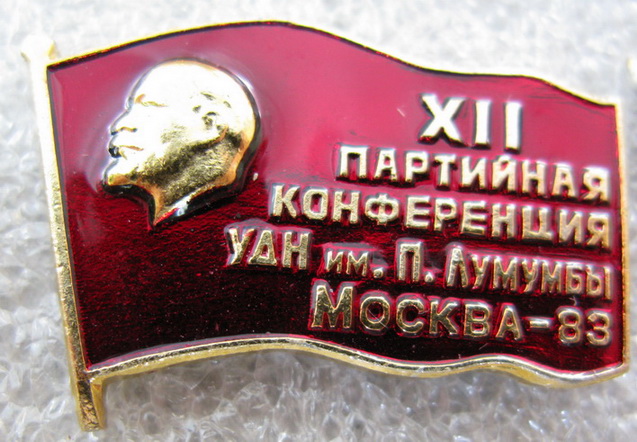 XII
ПАРТИЙНАЯ
КОНФЕРЕНЦИЯ
УДН им. П. ЛУМУМБЫ
МОСКВА-83